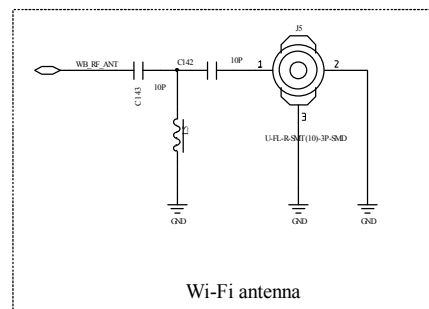 J5
WB_RF_ANT
C142
10P
1
2
C143
10P
3
L5
U-FL-R-SMT(10)-3P-SMD
GND
GND
GND
Wi-Fi antenna